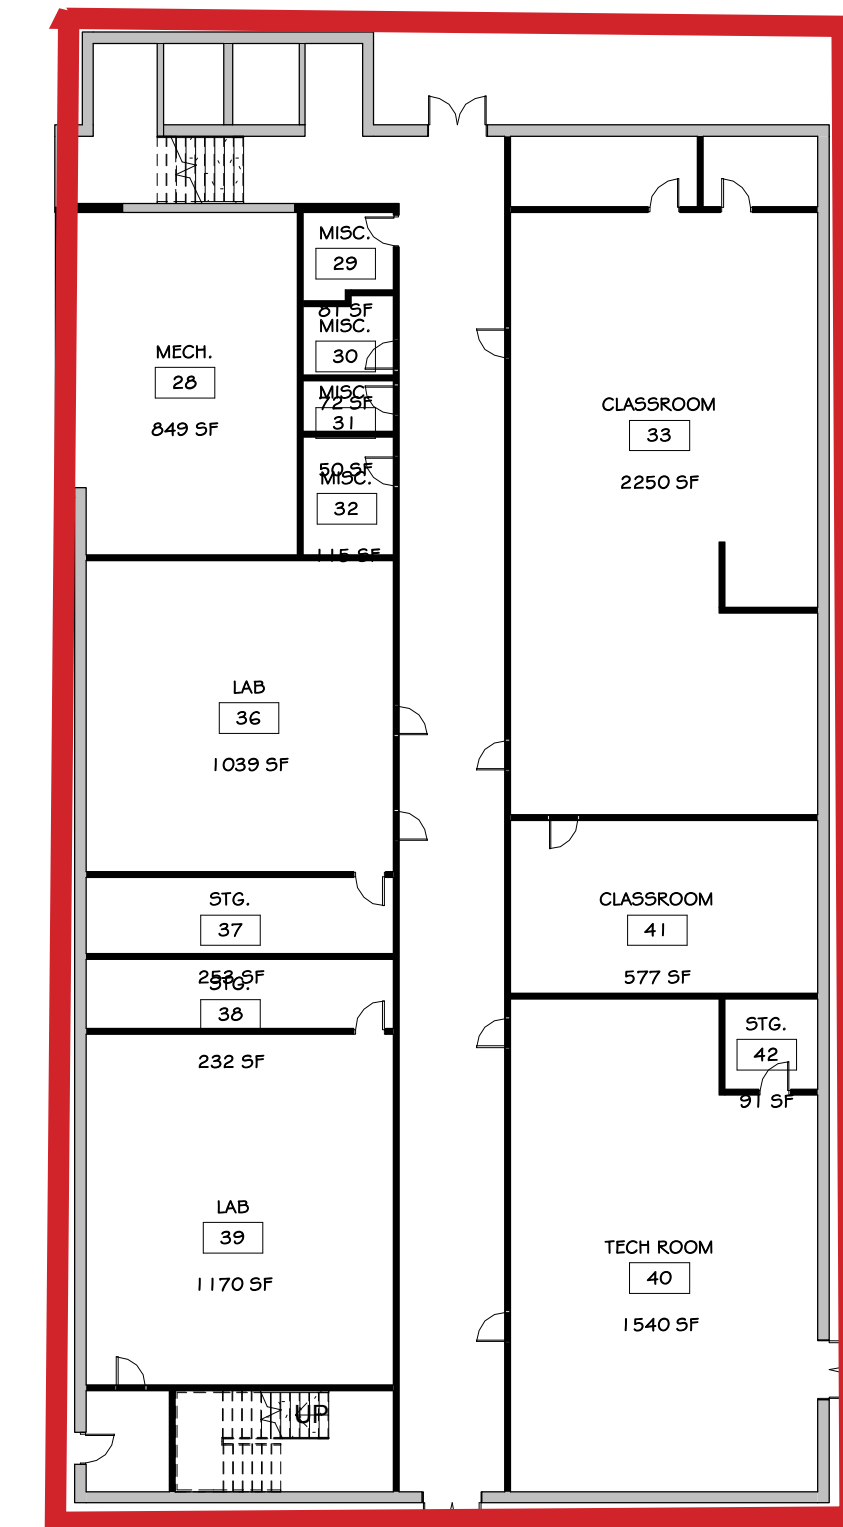 MISC.
29
81 SF
MISC.
30
72 SF
MISC.
31
50 SF
MISC.
32
115 SF
MECH.
28
849 SF
CLASSROOM
33
2250 SF
LAB
36
1039 SF
STG.
37
253 SF
STG.
38
232 SF
CLASSROOM
41
577 SF
STG.
42
91 SF
LAB
39
1170 SF
TECH ROOM
40
1540 SF
UP